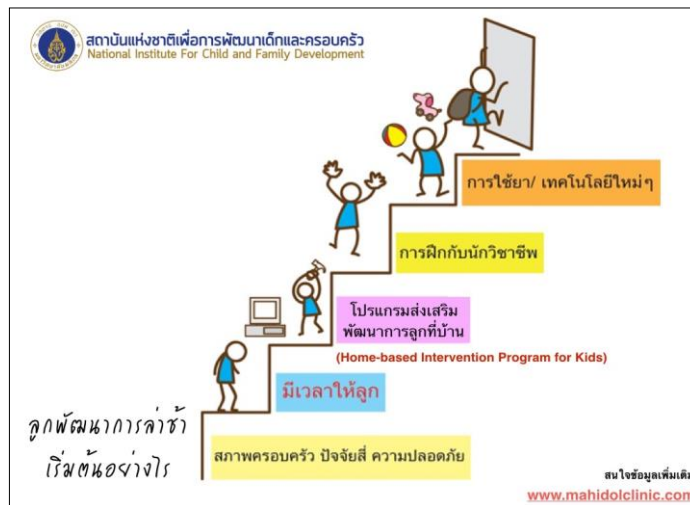 สถาบันแห่งชาติเพื่อการพัฒนาเด็กและครอบครัว
National Institute For Child and Family Development
การใช้ยา/ เทคโนโลยีใหม่ๆ
การฝึกกับนักวิชาชีพ
โปรแกรมส่งเสริม
พัฒนาการลูกที่บ้าน
(Home-based Intervention Program for Kids)
มีเวลาให้ลูก
ลูกพัฒนาการล่าช้า
เริ่มต้นอย่างไร
สภาพครอบครัว ปัจจัยสี่ ความปลอดภัย
สนใจข้อมูลเพิ่มเติม
www.mahidolclinic.com